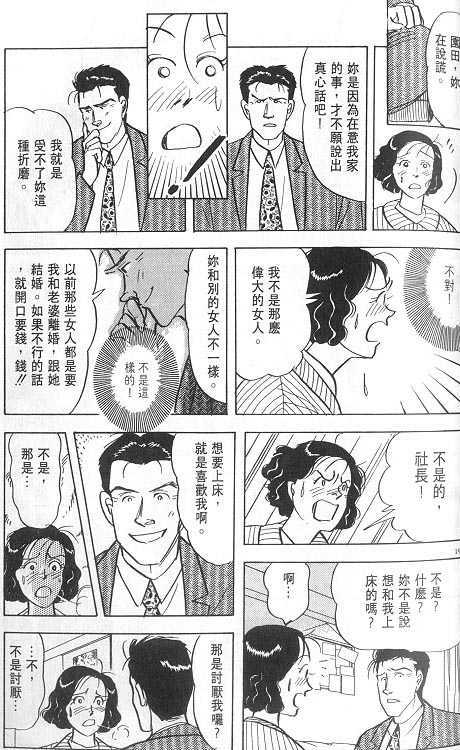 園田，妳
在說謊。
妳是因為在意我家
的事，才不願說出
真心話吧！
我就是
受不了妳這
種折磨。
不對！
我不是那麼
偉大的女人。
妳和別的女人不一樣。
不是這
樣的！
以前那些女人都是要
我和老婆離婚，跟她
結婚。如果不行的話
，就開口要錢，錢！！
不是的，
社長！
想要上床，
就是喜歡我啊。
不是，
那是…
不是？
什麼？
妳不是說
想和我上
床的嗎？
啊…
那是討厭我囉？
…不，
不是討厭…